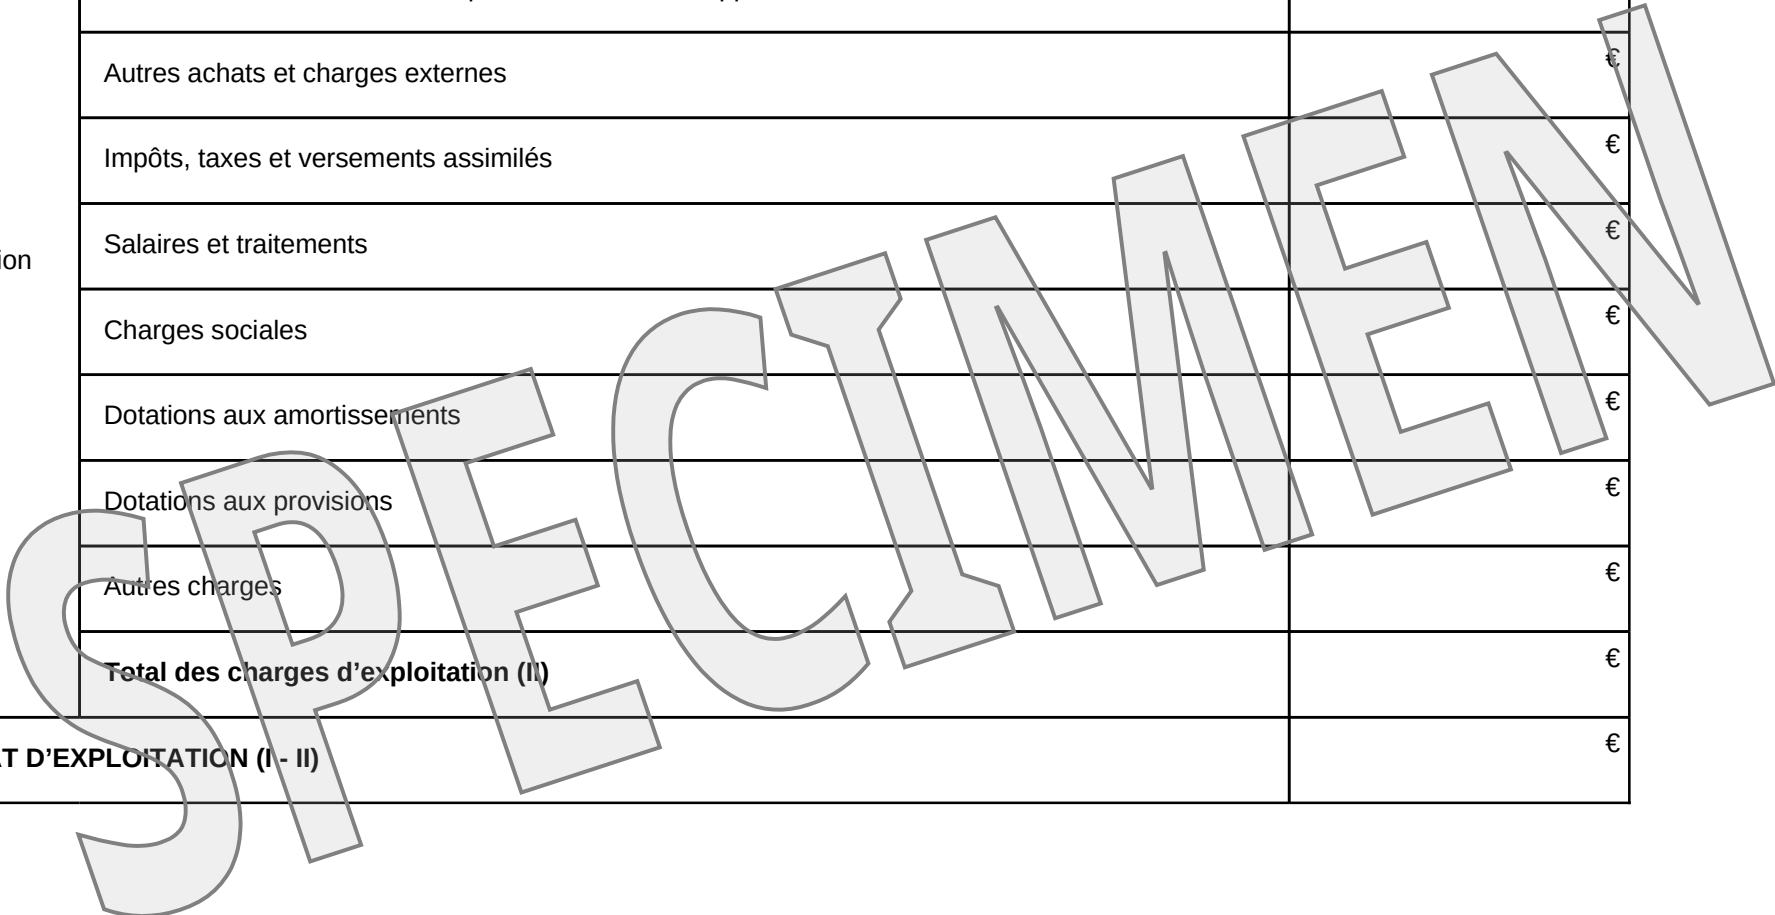 Autres achats et charges externes €
Impôts, taxes et versements assimilés €
Salaires et traitements €
ion
Charges sociales €
Dotations aux amortissements €
Dotations aux provisions €
Autres charges €
Total des charges d’exploitation (II) €
T D’EXPLOITATION (I - II) €
SPECIMEN